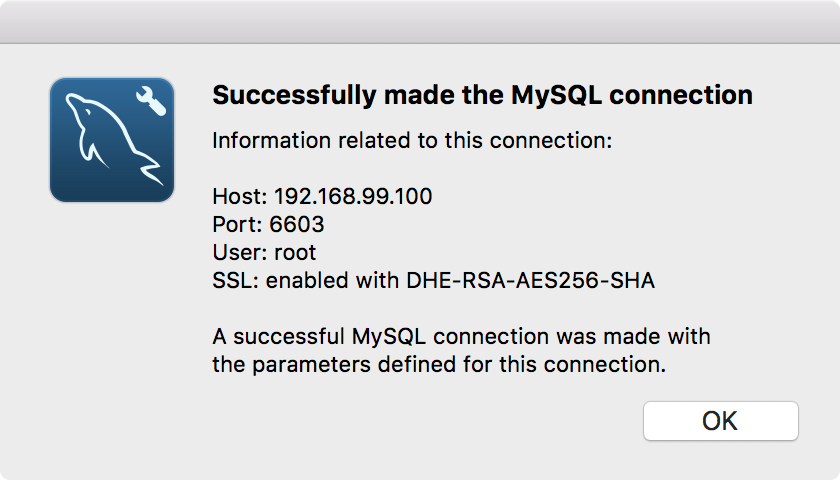 Successfully made the MySQL connection
Information related to this connection:
Host: 192.168.99.100
Port: 6603
User: root
SSL: enabled with DHE-RSA-AES256-SHA
A successful MySQL connection was made with
the parameters defined for this connection.
OK